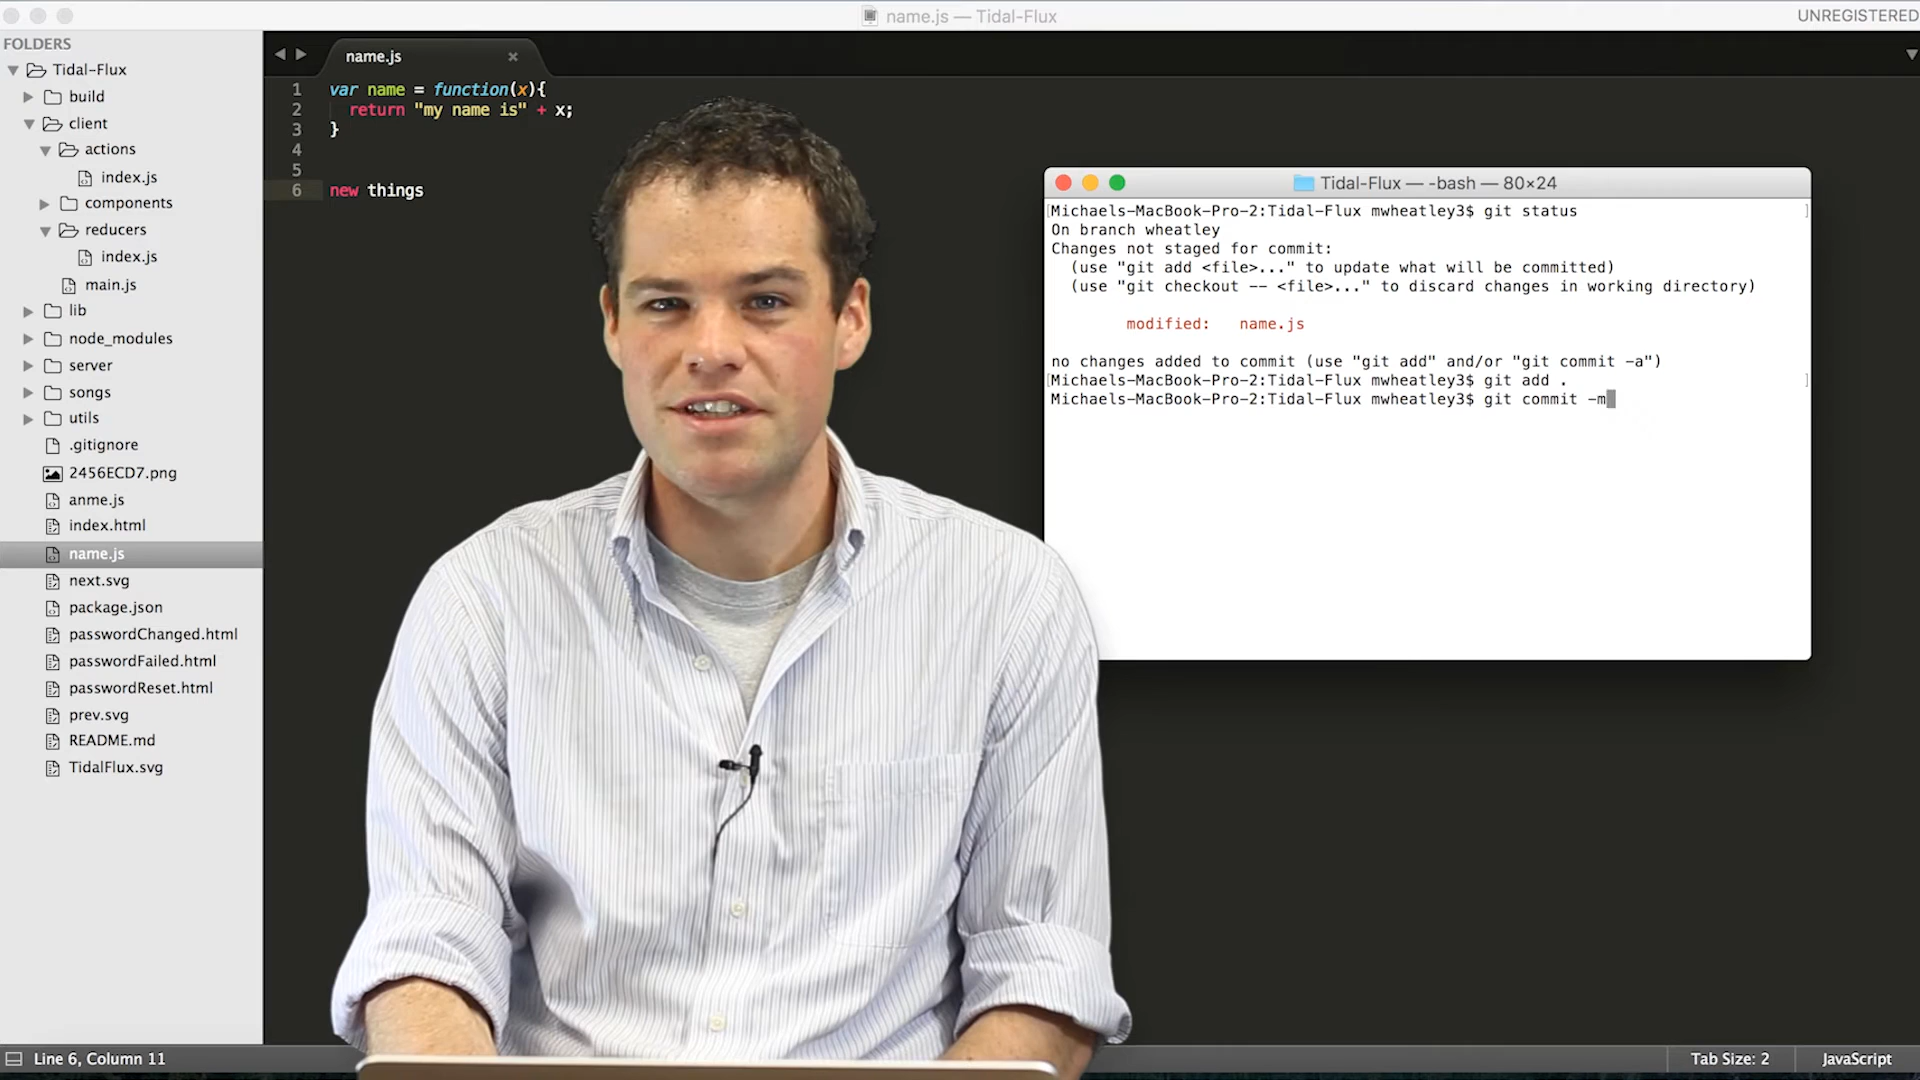 name.js — Tidal-Flux
UNREGISTERED
FOLDERS
Tidal-Flux
build
client
actions
index.js
components
reducers
index.js
main.js
lib
node_modules
server
songs
utils
.gitignore
2456ECD7.png
anme.js
index.html
name.js
next.svg
package.json
passwordChanged.html
passwordFailed.html
passwordReset.html
prev.svg
README.md
TidalFlux.svg
name.js
1 var name = function(x){
2 return "my name is" + x;
3 }
4
5
6 new things
Tidal-Flux — -bash — 80×24
[Michaels-MacBook-Pro-2:Tidal-Flux mwheatley3$ git status ]
On branch wheatley
Changes not staged for commit:
(use "git add <file>..." to update what will be committed)
(use "git checkout -- <file>..." to discard changes in working directory)
modified: name.js
no changes added to commit (use "git add" and/or "git commit -a")
[Michaels-MacBook-Pro-2:Tidal-Flux mwheatley3$ git add . ]
Michaels-MacBook-Pro-2:Tidal-Flux mwheatley3$ git commit -m
Line 6, Column 11
Tab Size: 2
JavaScript